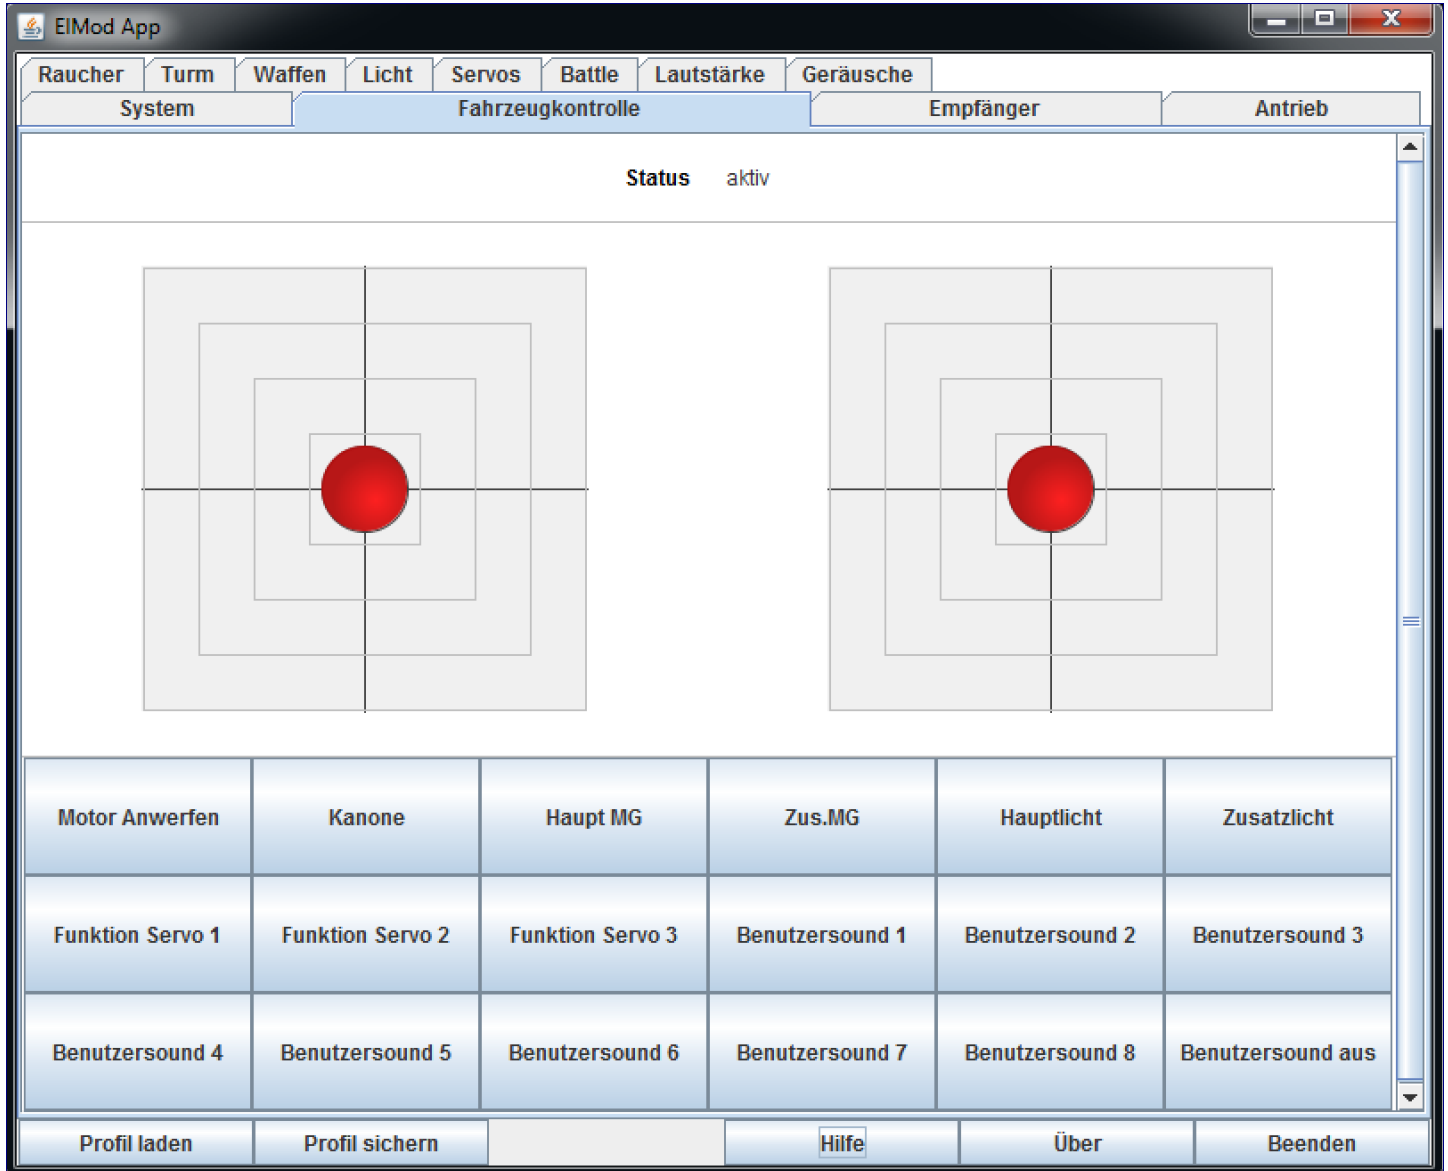 ElMod App
Raucher Turm Waffen Licht Servos Battle Lautstärke Geräusche
System Fahrzeugkontrolle Empfänger Antrieb
Status aktiv
Motor Anwerfen Kanone Haupt MG Zus.MG Hauptlicht Zusatzlicht
Funktion Servo 1 Funktion Servo 2 Funktion Servo 3 Benutzersound 1 Benutzersound 2 Benutzersound 3
Benutzersound 4 Benutzersound 5 Benutzersound 6 Benutzersound 7 Benutzersound 8 Benutzersound aus
Profil laden Profil sichern Hilfe Über Beenden